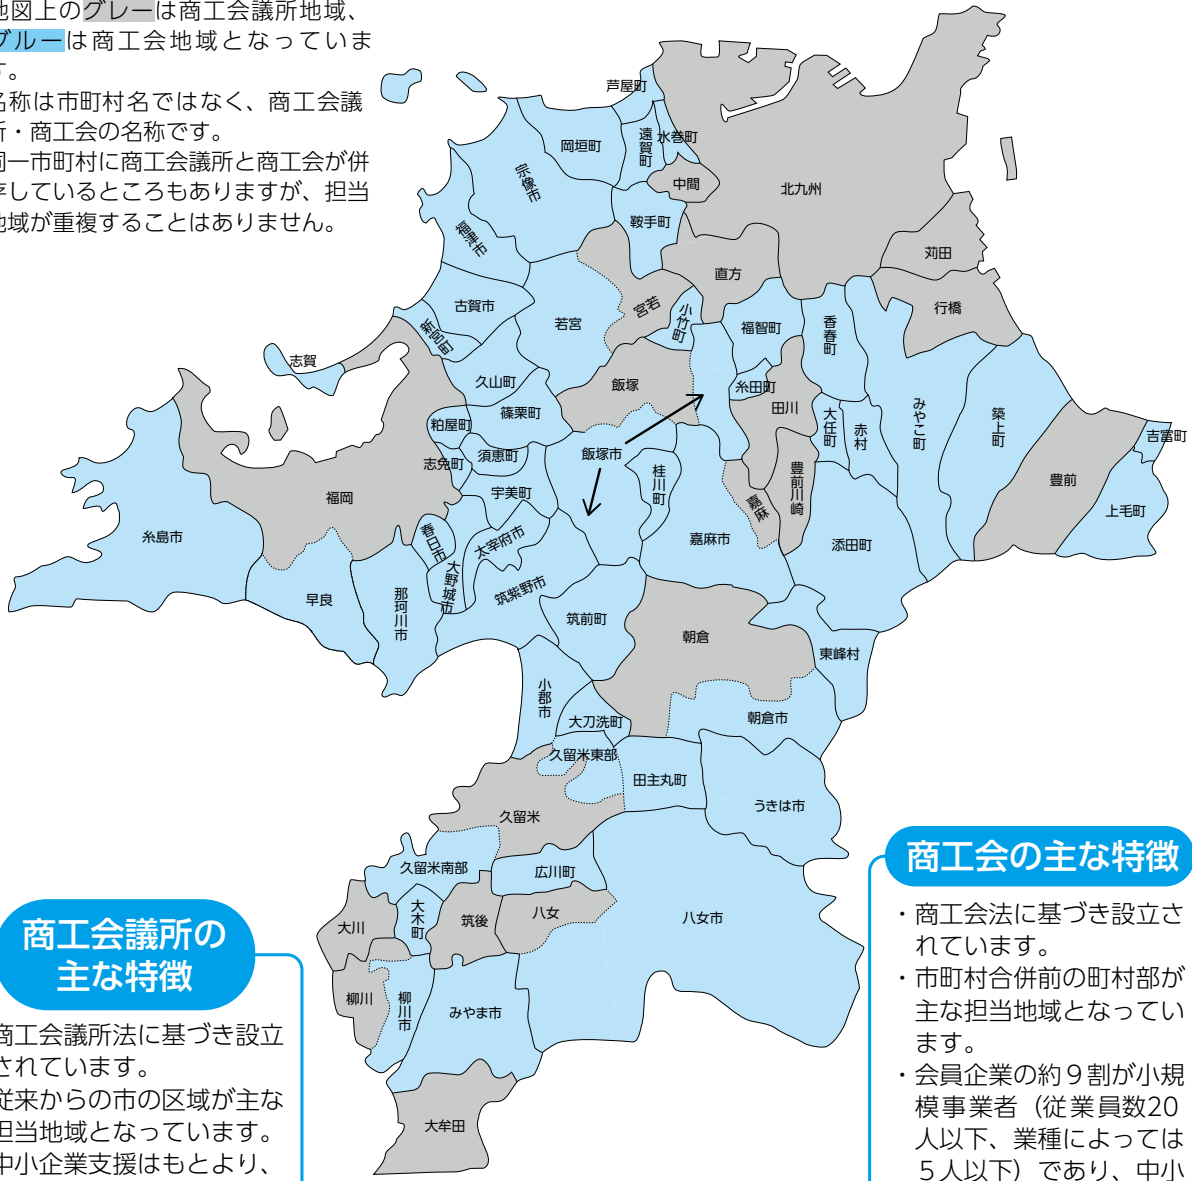 地図上のグレーは商工会議所地域、
ブルーは商工会地域となっていま
す。
名称は市町村名ではなく、商工会議
所・商工会の名称です。
同一市町村に商工会議所と商工会が併
存しているところもありますが、担当
地域が重複することはありません。
芦屋町
岡垣町
遠賀町
水巻町
宗像市
中間
北九州
鞍手町
福津市
苅田
直方
古賀市
宮若
小竹町
行橋
若宮
新宮町
福智町
香春町
志賀
久山町
飯塚
糸田町
篠栗町
田川
大任町
赤村
みやこ町
築上町
粕屋町
吉富町
志免町
須恵町
飯塚市
桂川町
豊前川崎
豊前
福岡
宇美町
嘉麻
上毛町
糸島市
春日市
太宰府市
嘉麻市
添田町
大野城市
筑紫野市
早良
那珂川市
筑前町
朝倉
東峰村
小郡市
大刀洗町
朝倉市
久留米東部
田主丸町
うきは市
久留米
久留米南部
広川町
大木町
八女
八女市
大川
筑後
柳川
柳川市
みやま市
大牟田
商工会議所の
主な特徴
商工会議所法に基づき設立
されています。
従来からの市の区域が主な
担当地域となっています。
中小企業支援はもとより、
商工会の主な特徴
・商工会法に基づき設立さ
れています。
・市町村合併前の町村部が
主な担当地域となってい
ます。
・会員企業の約９割が小規
模事業者（従業員数20
人以下、業種によっては
５人以下）であり、中小